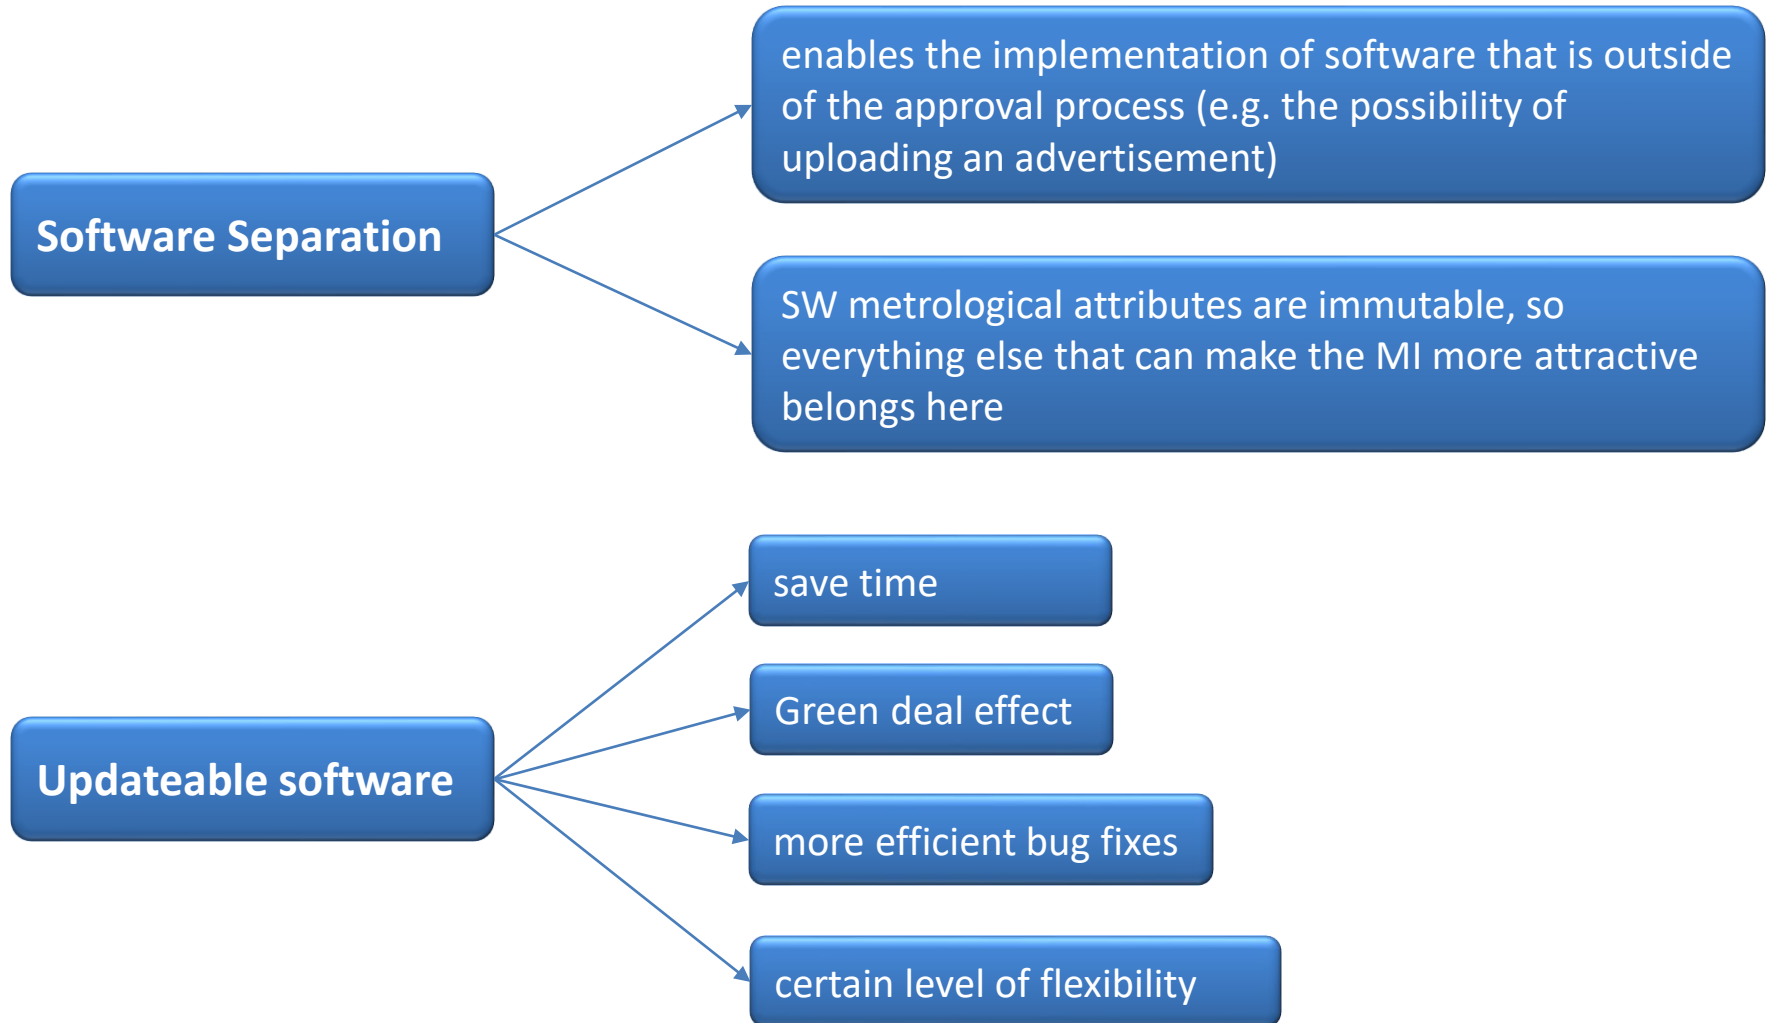 Software Separation
enables the implementation of software that is outside
of the approval process (e.g. the possibility of
uploading an advertisement)
SW metrological attributes are immutable, so
everything else that can make the MI more attractive
belongs here
Updateable software
save time
Green deal effect
more efficient bug fixes
certain level of flexibility